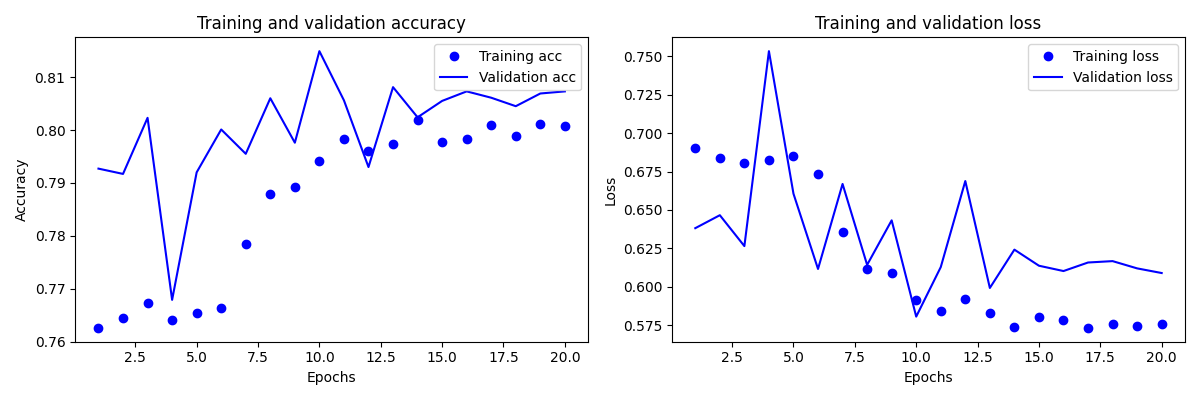 Training and validation accuracy
Training acc
Validation acc
0.81
0.80
0.79
0.78
0.77
0.76
Accuracy
2.5 5.0 7.5 10.0 12.5 15.0 17.5 20.0
Epochs
Training and validation loss
Training loss
Validation loss
0.750
0.725
0.700
0.675
0.650
0.625
0.600
0.575
Loss
2.5 5.0 7.5 10.0 12.5 15.0 17.5 20.0
Epochs